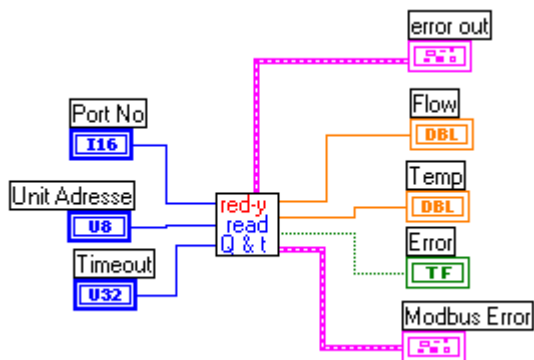 error out
Flow
DBL
Port No
I16
Temp
DBL
Unit Adresse
U8
red-y
read
Q & t
Error
TF
Timeout
U32
Modbus Error